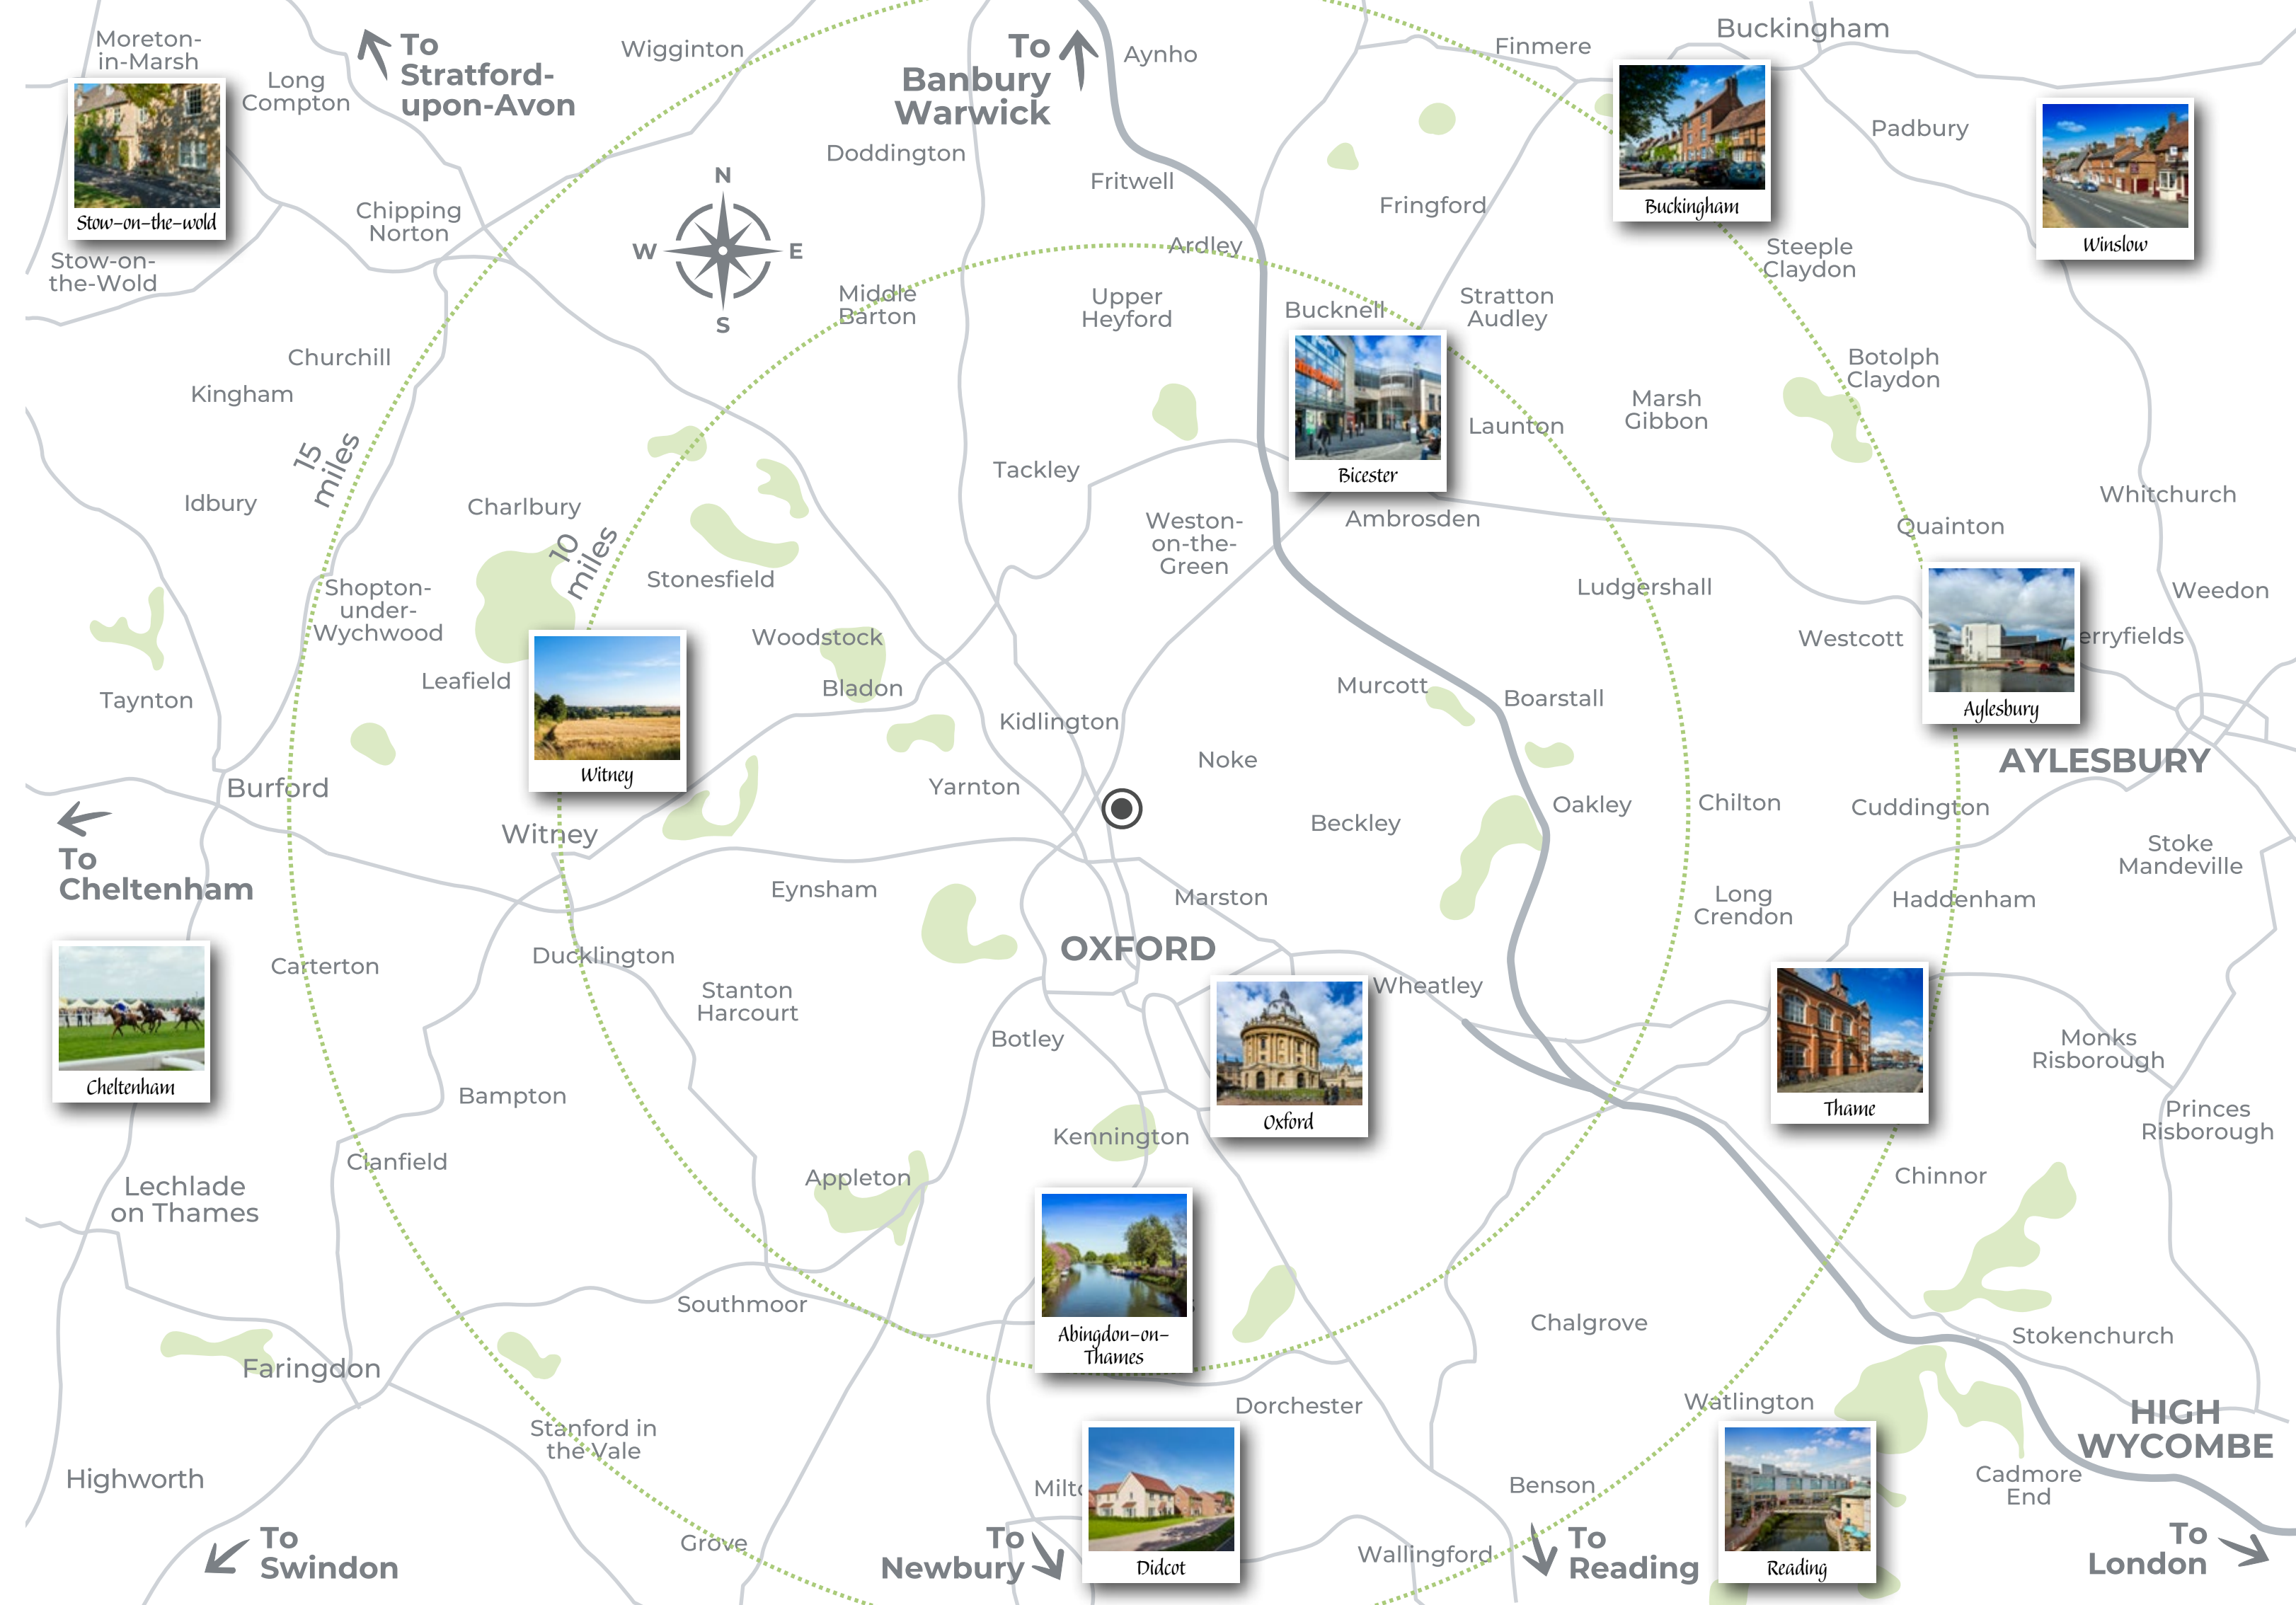 Moreton-
in-Marsh
Long
Compton
To
Stratford-
upon-Avon
Wigginton
To
Banbury
Warwick
Aynho
Finmere
Buckingham
Stow-on-the-wold
Doddington
Fritwell
Buckingham
Padbury
Winslow
Chipping
Norton
N
W
E
S
Stow-on-
the-Wold
Fringford
Ardley
Steeple
Claydon
Middle
Barton
Upper
Heyford
Bucknell
Stratton
Audley
Churchill
Kingham
Botolph
Claydon
Marsh
Gibbon
Launton
Bicester
15
miles
Tackley
Idbury
Charlbury
Weston-
on-the-
Green
Ambrosden
Whitchurch
Quainton
10
miles
Stonesfield
Shopton-
under-
Wychwood
Ludgershall
Weedon
Woodstock
Westcott
erryfields
Leafield
Bladon
Murcott
Boarstall
Taynton
Kidlington
Aylesbury
Witney
Noke
AYLESBURY
Burford
Yarnton
Oakley
Chilton
Cuddington
Witney
Beckley
To
Cheltenham
Stoke
Mandeville
Eynsham
Marston
Long
Crendon
Haddenham
OXFORD
Carterton
Ducklington
Stanton
Harcourt
Wheatley
Botley
Monks
Risborough
Cheltenham
Bampton
Oxford
Thame
Kennington
Princes
Risborough
Clanfield
Appleton
Chinnor
Lechlade
on Thames
Southmoor
Abingdon-on-
Thames
Chalgrove
Stokenchurch
Faringdon
Dorchester
Watlington
HIGH
WYCOMBE
Stanford in
the Vale
Highworth
Milto
Benson
Cadmore
End
To
Swindon
Grove
To
Newbury
Didcot
Wallingford
To
Reading
Reading
To
London